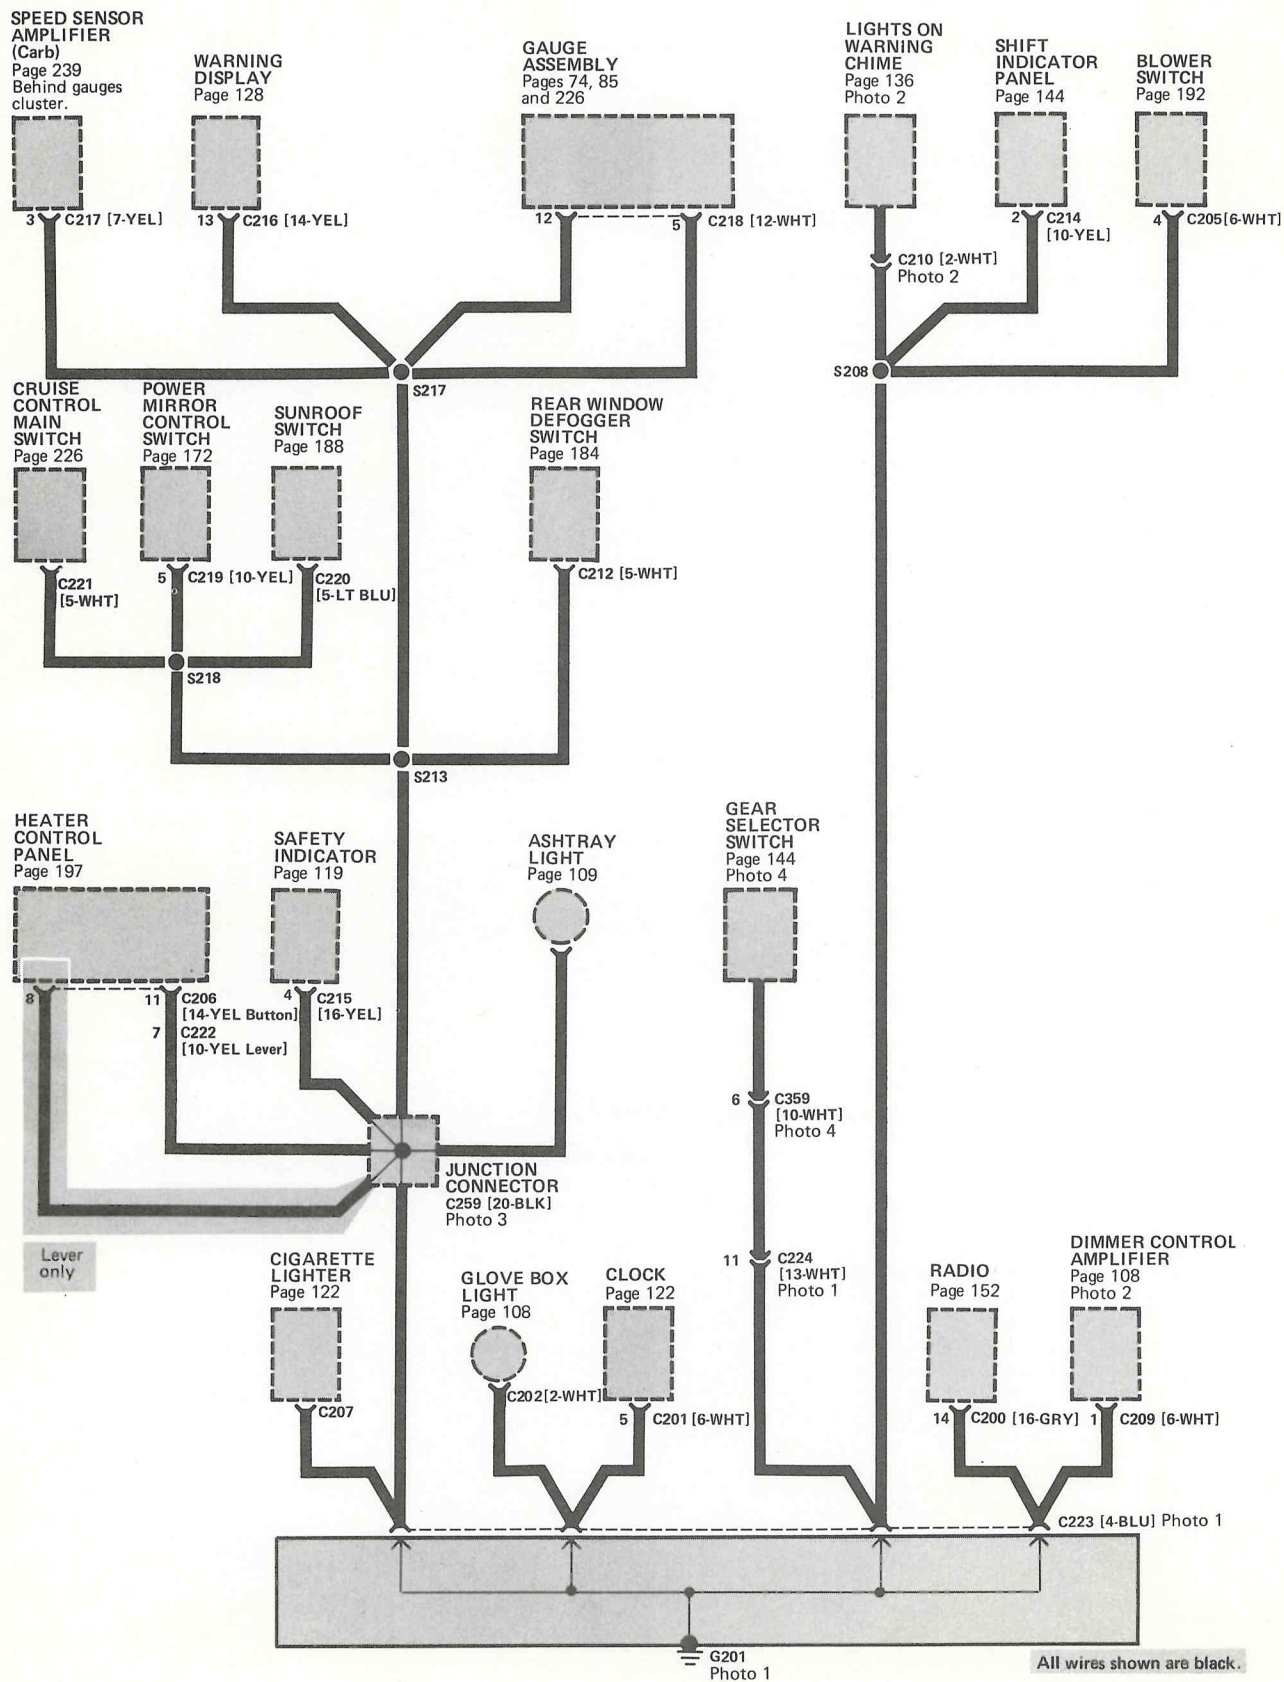 SPEED SENSOR
AMPLIFIER
(Carb)
Page 239
Behind gauges
cluster.
WARNING
DISPLAY
Page 128
GAUGE
ASSEMBLY
Pages 74, 85
and 226
LIGHTS ON
WARNING
CHIME
Page 136
Photo 2
SHIFT
INDICATOR
PANEL
Page 144
BLOWER
SWITCH
Page 192
3 C217 [7-YEL]
13 C216 [14-YEL]
12
5 C218 [12-WHT]
2 C214
[10-YEL]
4 C205[6-WHT]
C210 [2-WHT]
Photo 2
S217
S208
CRUISE
CONTROL
MAIN
SWITCH
Page 226
POWER
MIRROR
CONTROL
SWITCH
Page 172
SUNROOF
SWITCH
Page 188
REAR WINDOW
DEFOGGER
SWITCH
Page 184
C221
[5-WHT]
5 C219 [10-YEL]
C220
[5-LT BLU]
C212 [5-WHT]
S218
S213
HEATER
CONTROL
PANEL
Page 197
SAFETY
INDICATOR
Page 119
ASHTRAY
LIGHT
Page 109
GEAR
SELECTOR
SWITCH
Page 144
Photo 4
8
11 C206
[14-YEL Button]
7 C222
[10-YEL Lever]
4 C215
[16-YEL]
6 C359
[10-WHT]
Photo 4
JUNCTION
CONNECTOR
C259 [20-BLK]
Photo 3
Lever
only
11 C224
[13-WHT]
Photo 1
CIGARETTE
LIGHTER
Page 122
GLOVE BOX
LIGHT
Page 108
CLOCK
Page 122
RADIO
Page 152
DIMMER CONTROL
AMPLIFIER
Page 108
Photo 2
C207
C202[2-WHT]
5 C201 [6-WHT]
14 C200 [16-GRY]
1 C209 [6-WHT]
C223 [4-BLU] Photo 1
G201
Photo 1
All wires shown are black.